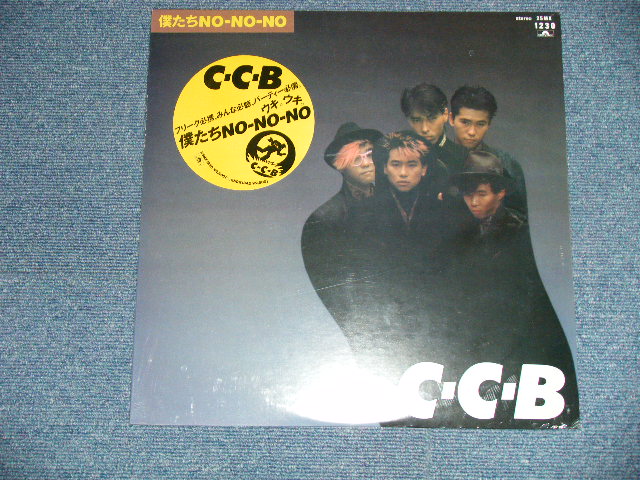 僕たちNO-NO-NO
stereo 25MX
1230
C-C-B
フリーク必携、みんな必聴、パーティー必需、
ウキ。ウキ。
僕たちNO-NO-NO
C-C-B
C-C-B